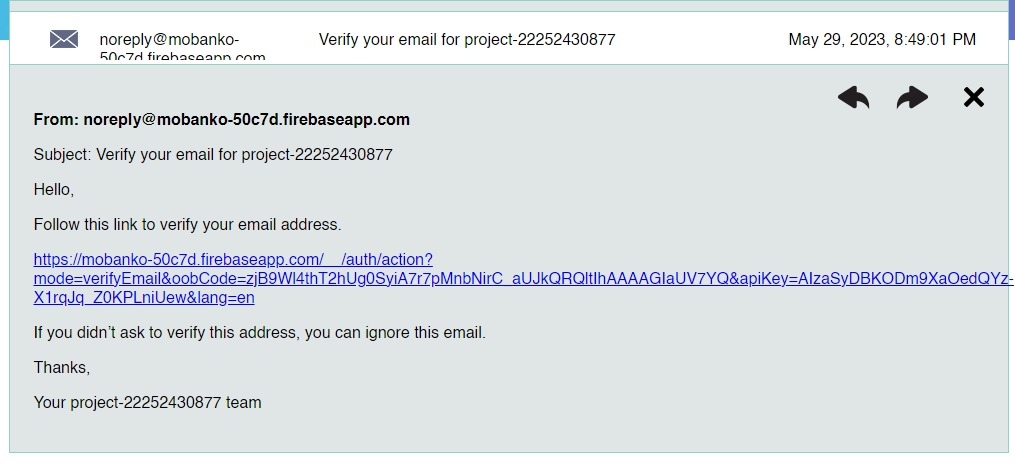 noreply@mobanko- Verify your email for project-22252430877 May 29, 2023, 8:49:01 PM
50c7d.firebaseapp.com
From: noreply@mobanko-50c7d.firebaseapp.com
Subject: Verify your email for project-22252430877
Hello,
Follow this link to verify your email address.
https://mobanko-50c7d.firebaseapp.com/__/auth/action?
mode=verifyEmail&oobCode=zjB9Wl4thT2hUg0SyiA7r7pMnbNirC_aUJkQRQltIhAAAAGIaUV7YQ&apiKey=AIzaSyDBKODm9XaOedQYz-
X1rqJq_Z0KPLniUew&lang=en
If you didn’t ask to verify this address, you can ignore this email.
Thanks,
Your project-22252430877 team